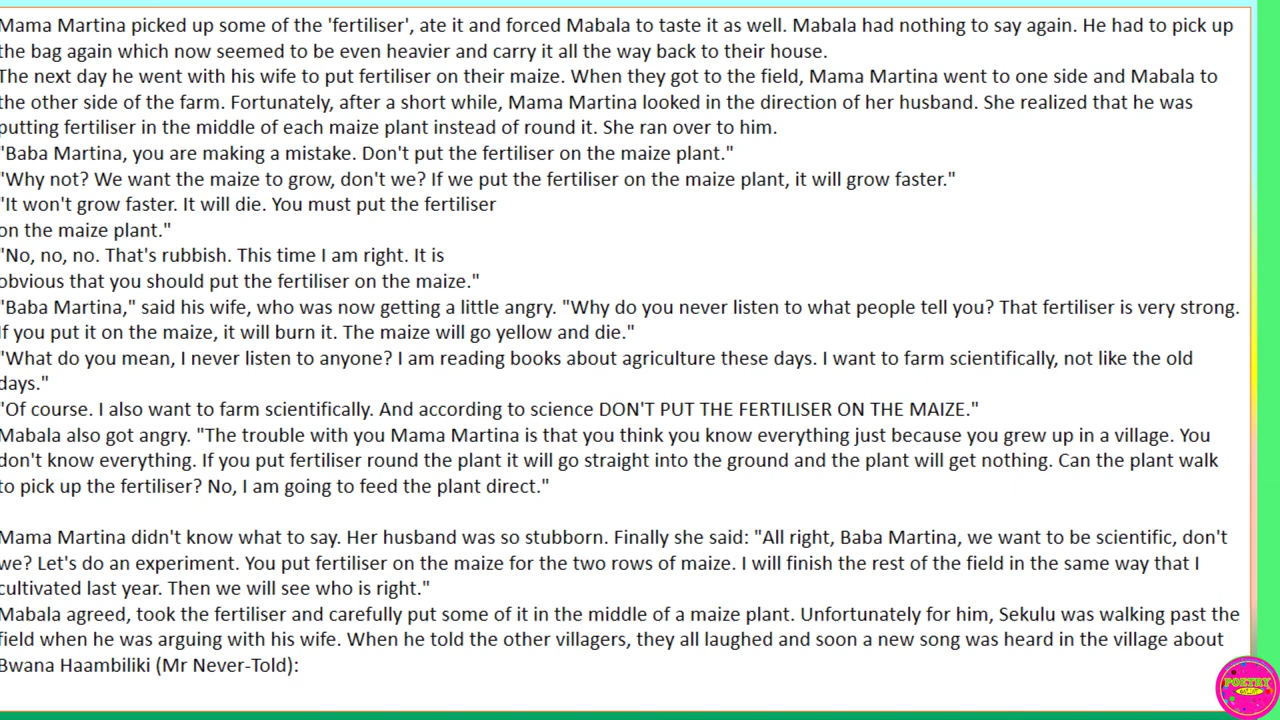 Mama Martina picked up some of the 'fertiliser', ate it and forced Mabala to taste it as well. Mabala had nothing to say again. He had to pick up
the bag again which now seemed to be even heavier and carry it all the way back to their house.
The next day he went with his wife to put fertiliser on their maize. When they got to the field, Mama Martina went to one side and Mabala to
the other side of the farm. Fortunately, after a short while, Mama Martina looked in the direction of her husband. She realized that he was
putting fertiliser in the middle of each maize plant instead of round it. She ran over to him.
"Baba Martina, you are making a mistake. Don't put the fertiliser on the maize plant."
"Why not? We want the maize to grow, don't we? If we put the fertiliser on the maize plant, it will grow faster."
"It won't grow faster. It will die. You must put the fertiliser
on the maize plant."
"No, no, no. That's rubbish. This time I am right. It is
obvious that you should put the fertiliser on the maize."
"Baba Martina," said his wife, who was now getting a little angry. "Why do you never listen to what people tell you? That fertiliser is very strong.
If you put it on the maize, it will burn it. The maize will go yellow and die."
"What do you mean, I never listen to anyone? I am reading books about agriculture these days. I want to farm scientifically, not like the old
days."
"Of course. I also want to farm scientifically. And according to science DON'T PUT THE FERTILISER ON THE MAIZE."
Mabala also got angry. "The trouble with you Mama Martina is that you think you know everything just because you grew up in a village. You
don't know everything. If you put fertiliser round the plant it will go straight into the ground and the plant will get nothing. Can the plant walk
to pick up the fertiliser? No, I am going to feed the plant direct."
Mama Martina didn't know what to say. Her husband was so stubborn. Finally she said: "All right, Baba Martina, we want to be scientific, don't
we? Let's do an experiment. You put fertiliser on the maize for the two rows of maize. I will finish the rest of the field in the same way that I
cultivated last year. Then we will see who is right."
Mabala agreed, took the fertiliser and carefully put some of it in the middle of a maize plant. Unfortunately for him, Sekulu was walking past the
field when he was arguing with his wife. When he told the other villagers, they all laughed and soon a new song was heard in the village about
Bwana Haambiliki (Mr Never-Told):
POETRY